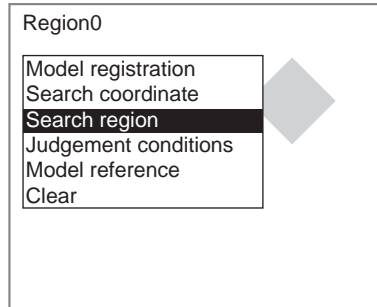 Region0
Model registration
Search coordinate
Search region
Judgement conditions
Model reference
Clear